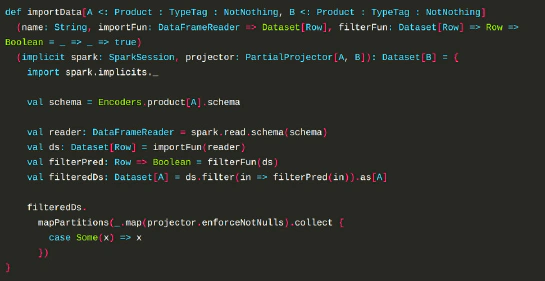 def importData[A <: Product : TypeTag : NotNothing, B <: Product : TypeTag : NotNothing]
(name: String, importFun: DataFrameReader => Dataset[Row], filterFun: Dataset[Row] => Row =>
Boolean = _ => _ => true)
(implicit spark: SparkSession, projector: PartialProjector[A, B]): Dataset[B] = {
import spark.implicits._
val schema = Encoders.product[A].schema
val reader: DataFrameReader = spark.read.schema(schema)
val ds: Dataset[Row] = importFun(reader)
val filterPred: Row => Boolean = filterFun(ds)
val filteredDs: Dataset[A] = ds.filter(in => filterPred(in)).as[A]
filteredDs.
mapPartitions(_.map(projector.enforceNotNulls).collect {
case Some(x) => x
})
}